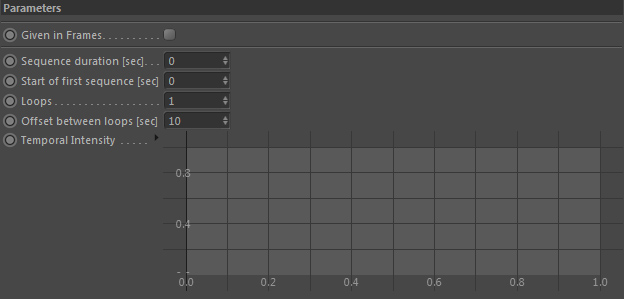 Parameters
Given in Frames. . . . . . . . . .
Sequence duration [sec]. . . 0
Start of first sequence [sec] 0
Loops . . . . . . . . . . . . . . . . . 1
Offset between loops [sec] 10
Temporal Intensity . . . . .
0.8
0.4
0.0 0.2 0.4 0.6 0.8 1.0